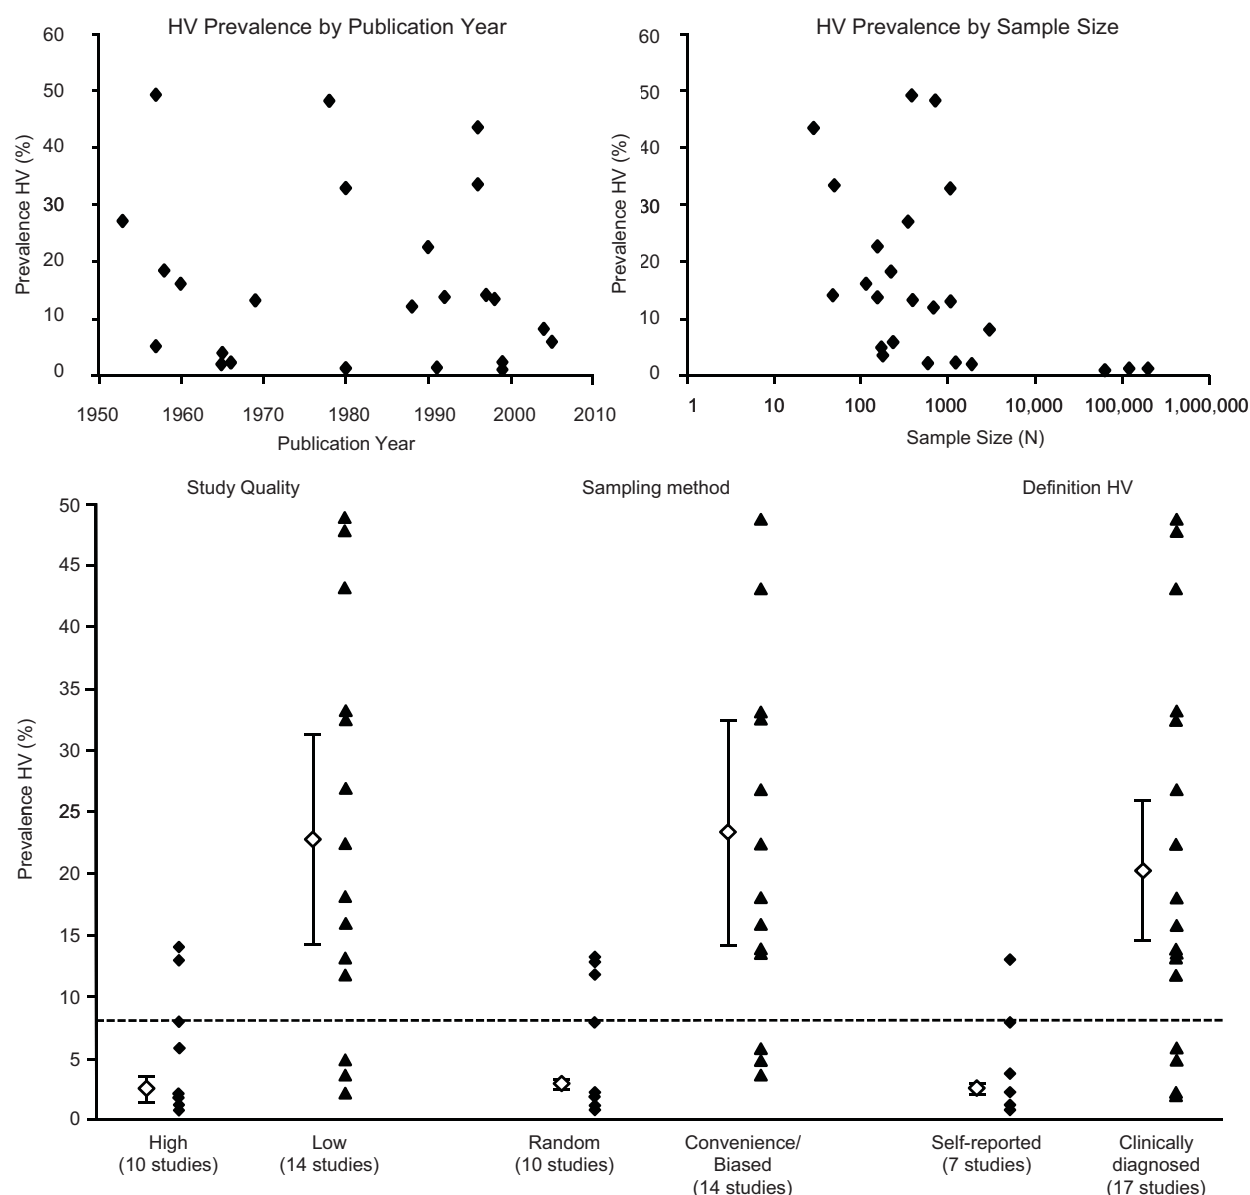 HV Prevalence by Publication Year
60
50
40
30
20
10
0
Prevalence HV (%)
1950 1960 1970 1980 1990 2000 2010
Publication Year
HV Prevalence by Sample Size
60
50
40
30
20
10
0
Prevalence HV (%)
1 10 100 1000 10,000 100,000 1,000,000
Sample Size (N)
Study Quality Sampling method Definition HV
50
45
40
35
30
25
20
15
10
5
0
Prevalence HV (%)
High
(10 studies)
Low
(14 studies)
Random
(10 studies)
Convenience/
Biased
(14 studies)
Self-reported
(7 studies)
Clinically
diagnosed
(17 studies)